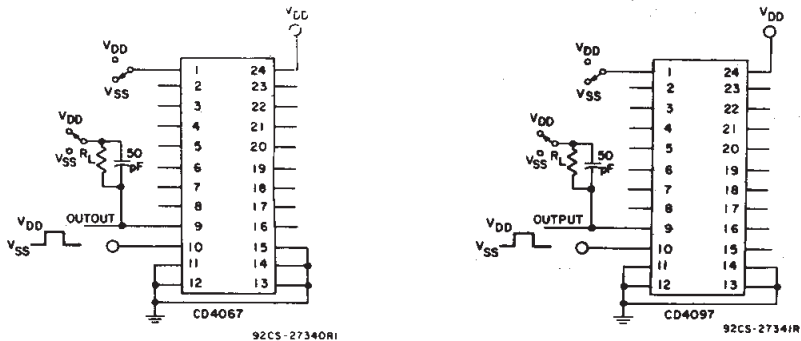 VDD
VDD
VSS
VDD
VSS
RL
50
pF
OUTOUT
VDD
VSS
1 24
2 23
3 22
4 21
5 20
6 19
7 18
8 17
9 16
10 15
11 14
12 13
CD4067
92CS-27340RI
VDD
VDD
VSS
VDD
VSS
RL
50
pF
OUTPUT
VDD
VSS
1 24
2 23
3 22
4 21
5 20
6 19
7 18
8 17
9 16
10 15
11 14
12 13
CD4097
92CS-27341R